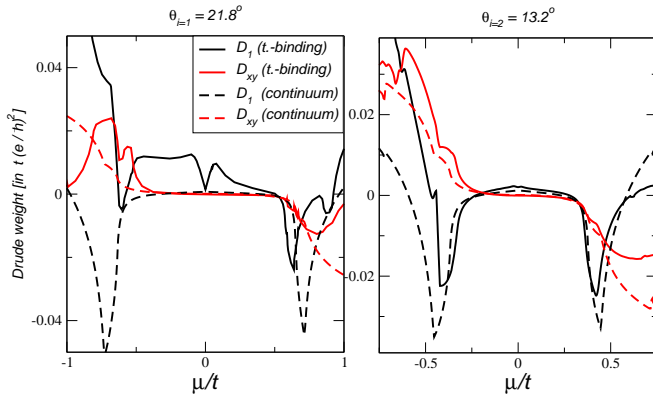 θi=1 = 21.8°
θi=2 = 13.2°
Drude weight [in t (e / ħ)²]
0.04
0
-0.04
D1 (t.-binding)
Dxy (t.-binding)
D1 (continuum)
Dxy (continuum)
0.02
0
-0.02
-1
0
1
-0.5
0
0.5
μ/t
μ/t